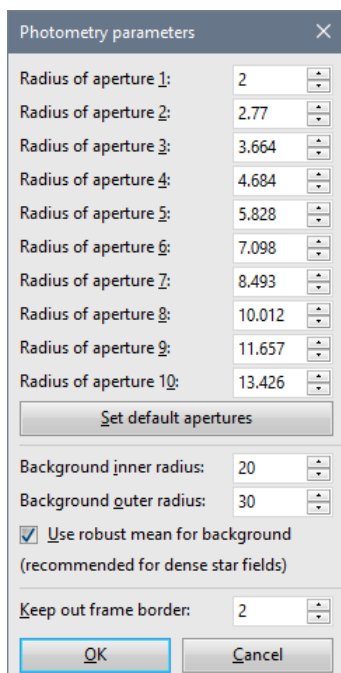 Photometry parameters
Radius of aperture 1: 2
Radius of aperture 2: 2.77
Radius of aperture 3: 3.664
Radius of aperture 4: 4.684
Radius of aperture 5: 5.828
Radius of aperture 6: 7.098
Radius of aperture 7: 8.493
Radius of aperture 8: 10.012
Radius of aperture 9: 11.657
Radius of aperture 10: 13.426
Set default apertures
Background inner radius: 20
Background outer radius: 30
Use robust mean for background
(recommended for dense star fields)
Keep out frame border: 2
OK Cancel